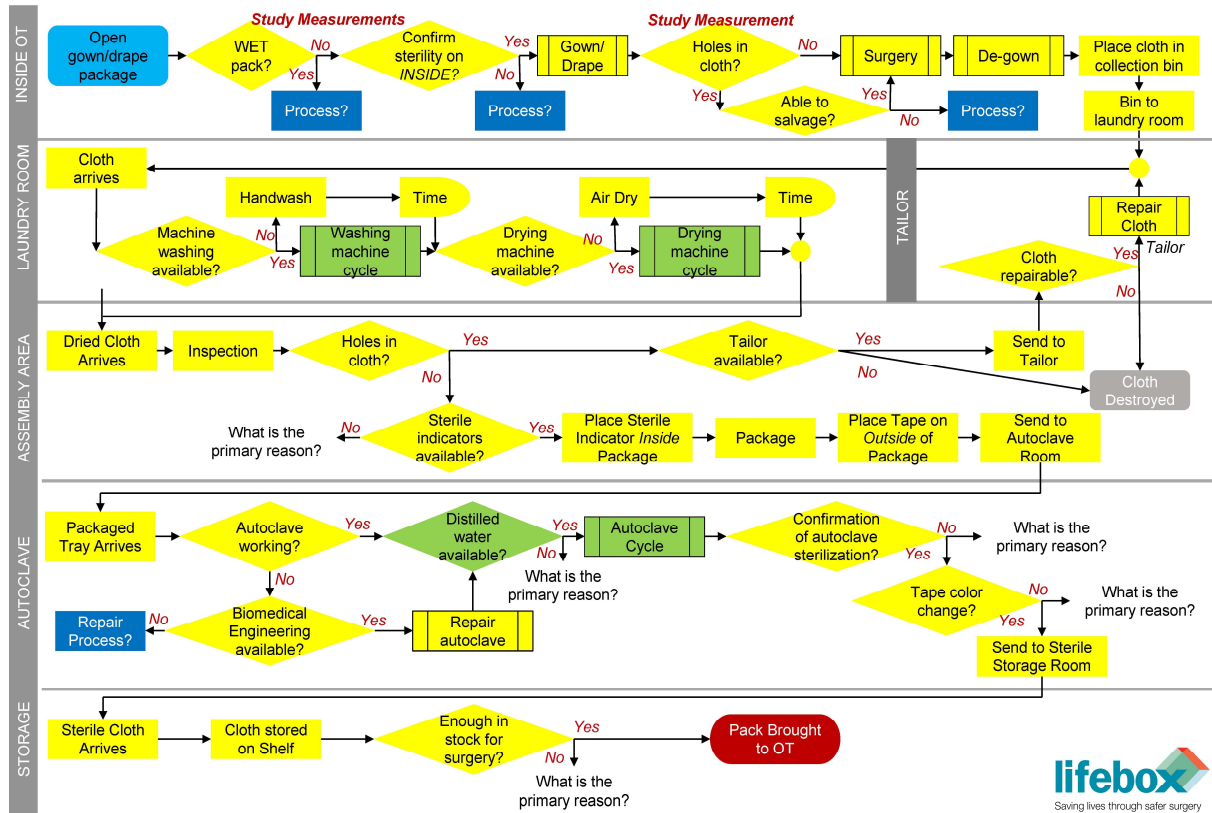 Study Measurements
Study Measurement
INSIDE OT
Open
gown/drape
package
WET
pack?
No
Yes
Process?
Confirm
sterility on
INSIDE?
Yes
No
Process?
Gown/
Drape
Holes in
cloth?
No
Yes
Able to
salvage?
Yes
No
Process?
Surgery
De-gown
Place cloth in
collection bin
Bin to
laundry room
LAUNDRY ROOM
Cloth
arrives
Machine
washing
available?
No
Yes
Handwash
Time
Washing
machine
cycle
Drying
machine
available?
No
Yes
Air Dry
Time
Drying
machine
cycle
TAILOR
Repair
Cloth
Tailor
Cloth
repairable?
Yes
No
ASSEMBLY AREA
Dried Cloth
Arrives
Inspection
Holes in
cloth?
Yes
No
Tailor
available?
Yes
No
Send to
Tailor
Cloth
Destroyed
What is the
primary reason?
No
Sterile
indicators
available?
Yes
Place Sterile
Indicator Inside
Package
Package
Place Tape on
Outside of
Package
Send to
Autoclave
Room
AUTOCLAVE
Packaged
Tray Arrives
Autoclave
working?
Yes
No
Distilled
water
available?
Yes
No
What is the
primary reason?
Autoclave
Cycle
Confirmation
of autoclave
sterilization?
No
Yes
What is the
primary reason?
Repair
Process?
No
Biomedical
Engineering
available?
Yes
Repair
autoclave
Tape color
change?
No
Yes
What is the
primary reason?
Send to Sterile
Storage Room
STORAGE
Sterile Cloth
Arrives
Cloth stored
on Shelf
Enough in
stock for
surgery?
Yes
No
What is the
primary reason?
Pack Brought
to OT
lifebox
Saving lives through safer surgery